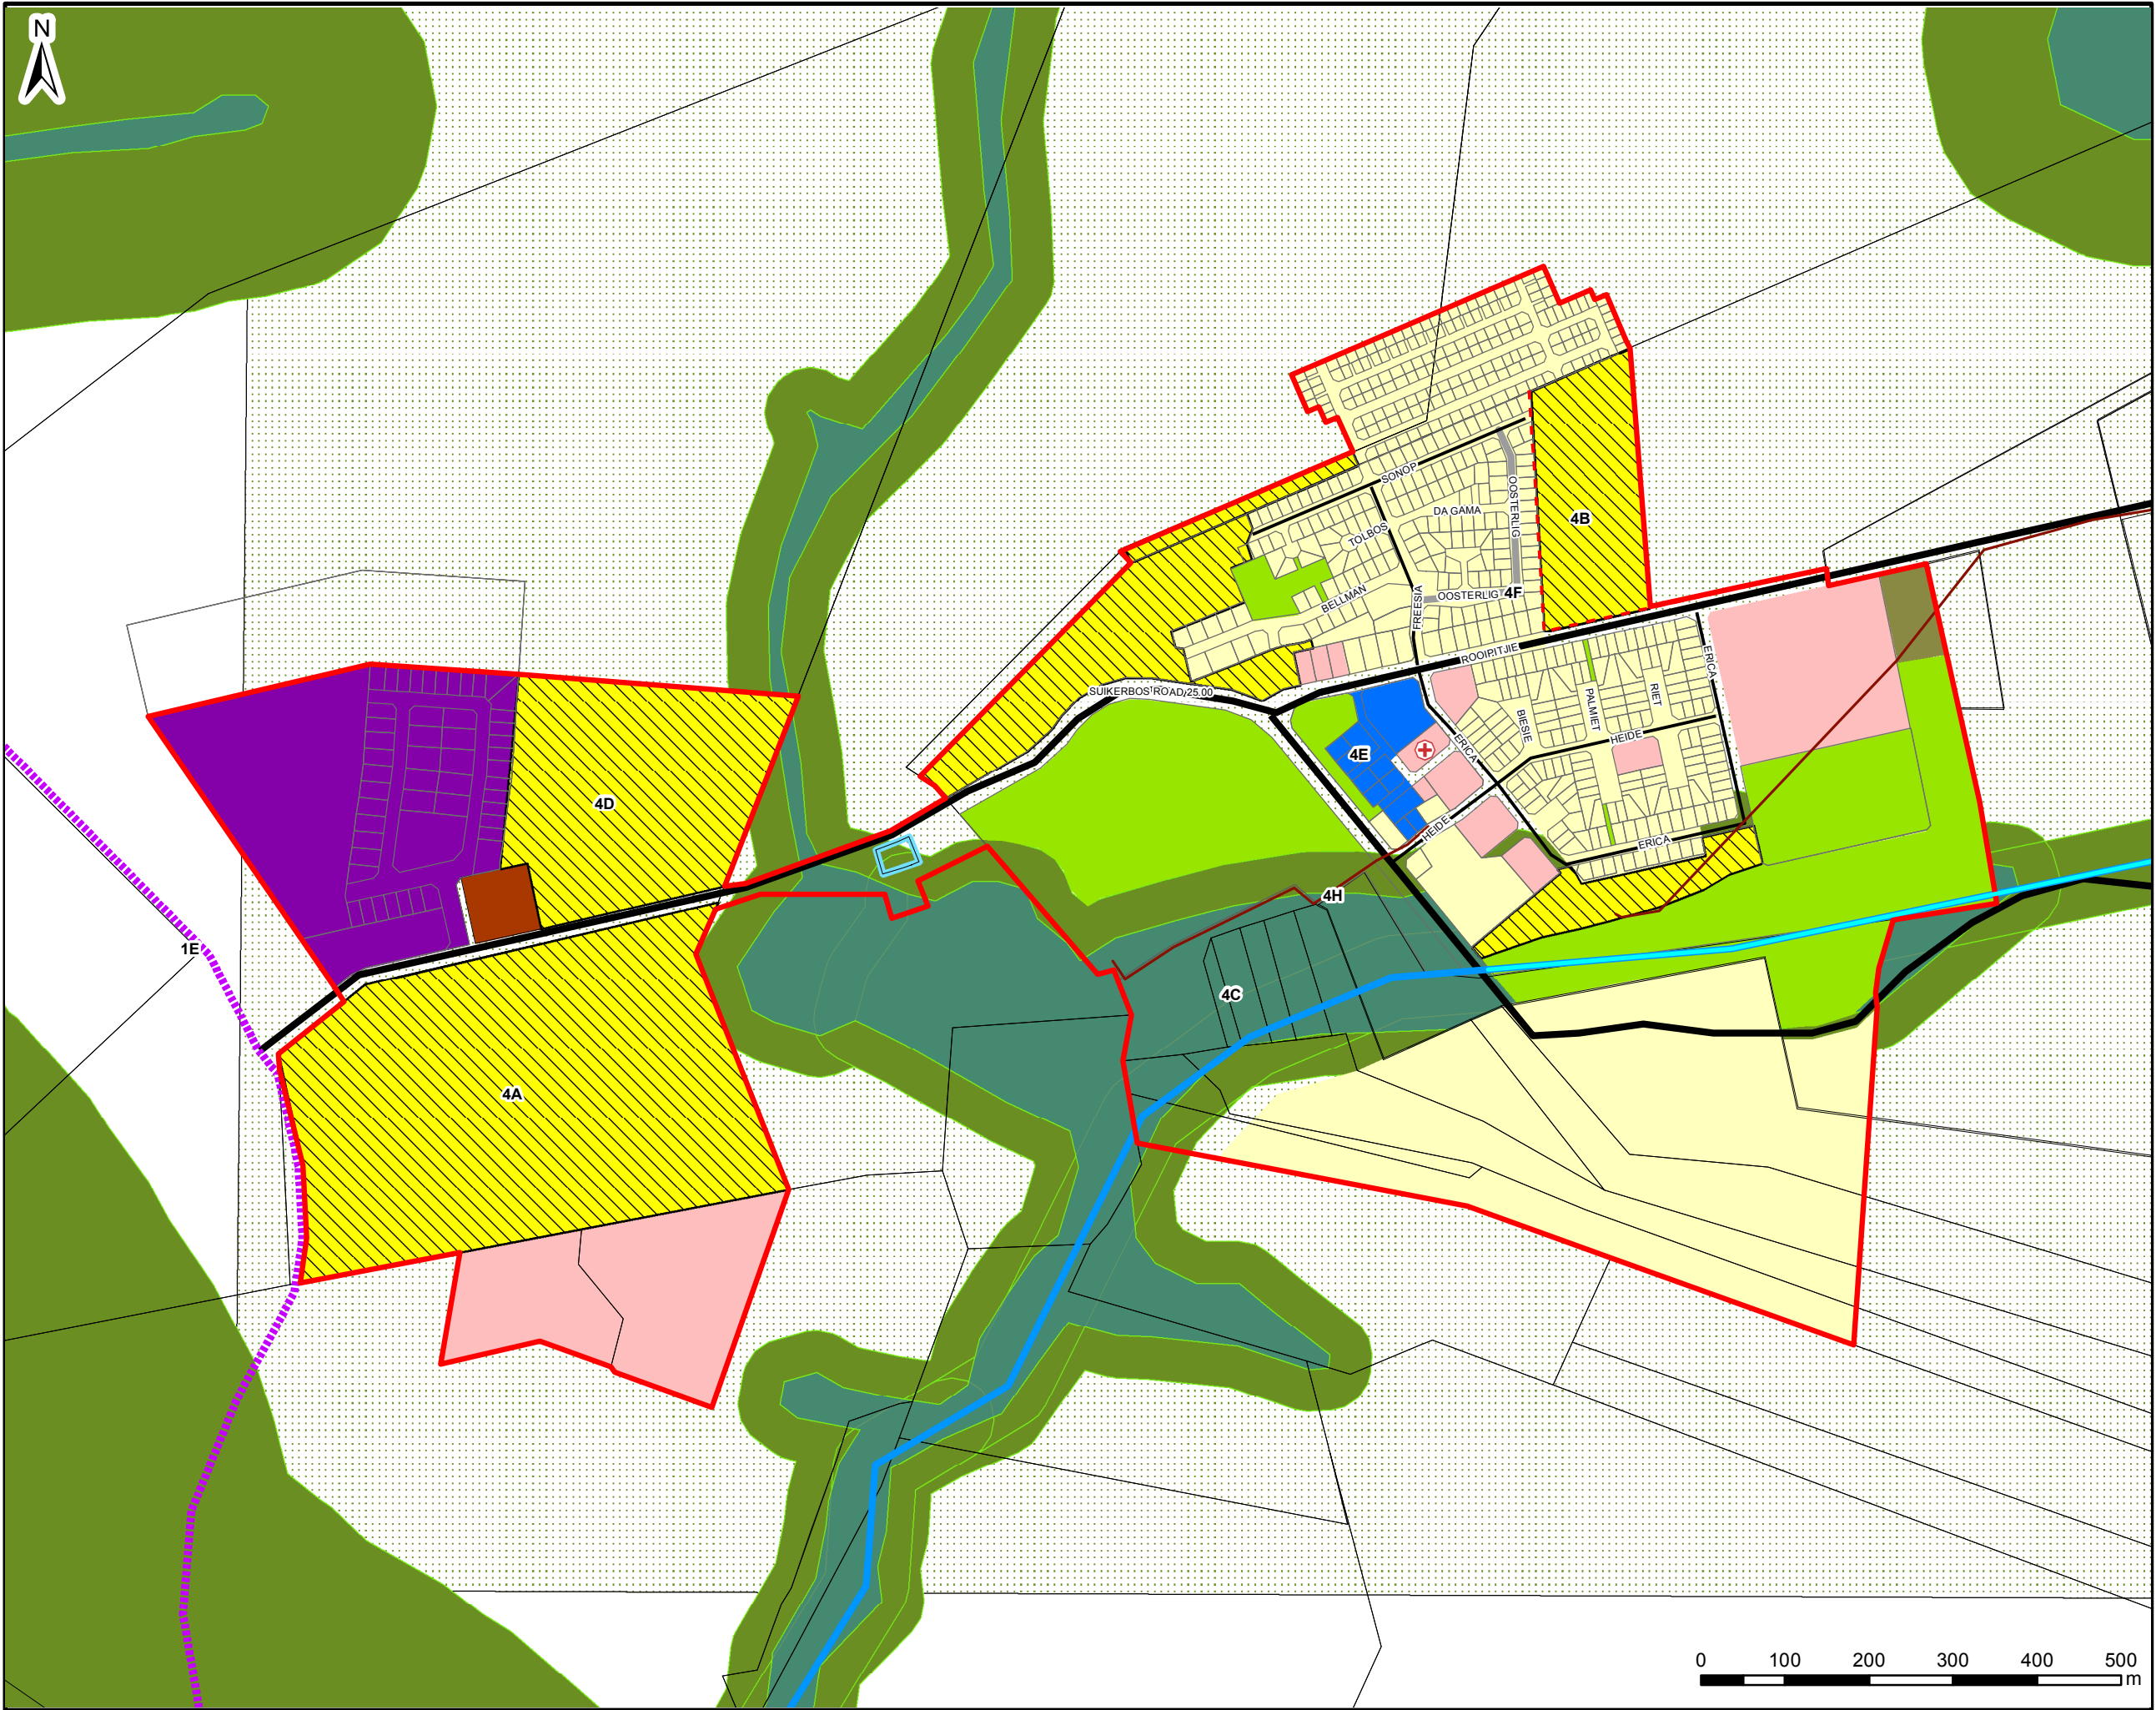 N
SONOP
OOSTERLIG
DA GAMA
4B
TOLBOS
BELLMAN
FREESIA
OOSTERLIG
4F
ROOIPITJIE
ERICA
SUIKERBOS ROAD 25.00
RIET
PALMIET
BIESIE
HEIDE
4E
ERICA
4D
HEIDE
ERICA
4H
1E
4C
4A
0 100 200 300 400 500
m